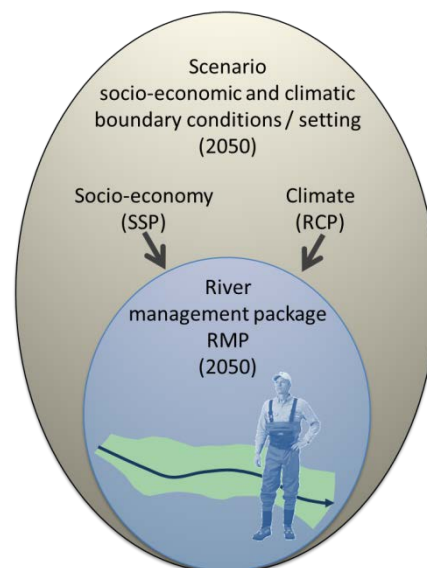 Scenario
socio-economic and climatic
boundary conditions / setting
(2050)
Socio-economy
(SSP)
Climate
(RCP)
River
management package
RMP
(2050)